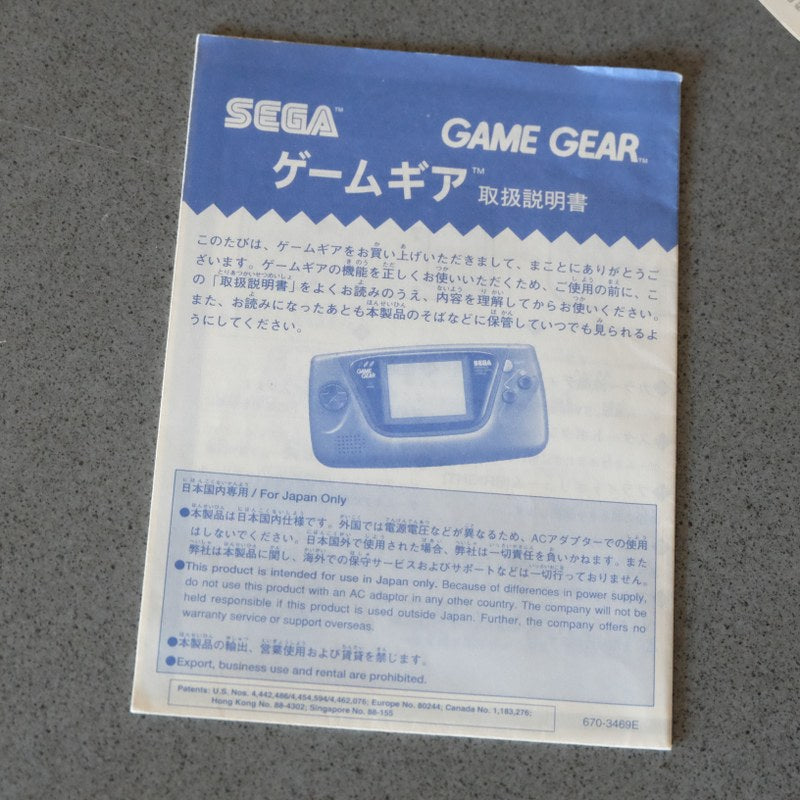 SEGA™
GAME GEAR™
ゲームギア™ 取扱説明書
このたびは、ゲームギアをお買い上げいただきまして、まことにありがとうご
ざいます。ゲームギアの機能を正しくお使いいただくため、ご使用の前に、こ
の「取扱説明書」をよくお読みのうえ、内容を理解してからお使いください。
また、お読みになったあとも本製品のそばなどに保管していつでも見られるよ
うにしてください。
GAME GEAR
SEGA
日本国内専用 / For Japan Only
●本製品は日本国内仕様です。外国では電源電圧などが異なるため、ACアダプターでの使用
はしないでください。日本国外で使用された場合、弊社は一切責任を負いかねます。また
弊社は本製品に関し、海外での保守サービスおよびサポートなどは一切行っておりません。
●This product is intended for use in Japan only. Because of differences in power supply,
do not use this product with an AC adaptor in any other country. The company will not be
held responsible if this product is used outside Japan. Further, the company offers no
warranty service or support overseas.
●本製品の輸出、営業使用および賃貸を禁じます。
●Export, business use and rental are prohibited.
Patents: U.S. Nos. 4,442,486/4,454,594/4,462,076; Europe No. 80244; Canada No. 1,183,276;
Hong Kong No. 88-4302; Singapore No. 88-155
670-3469E